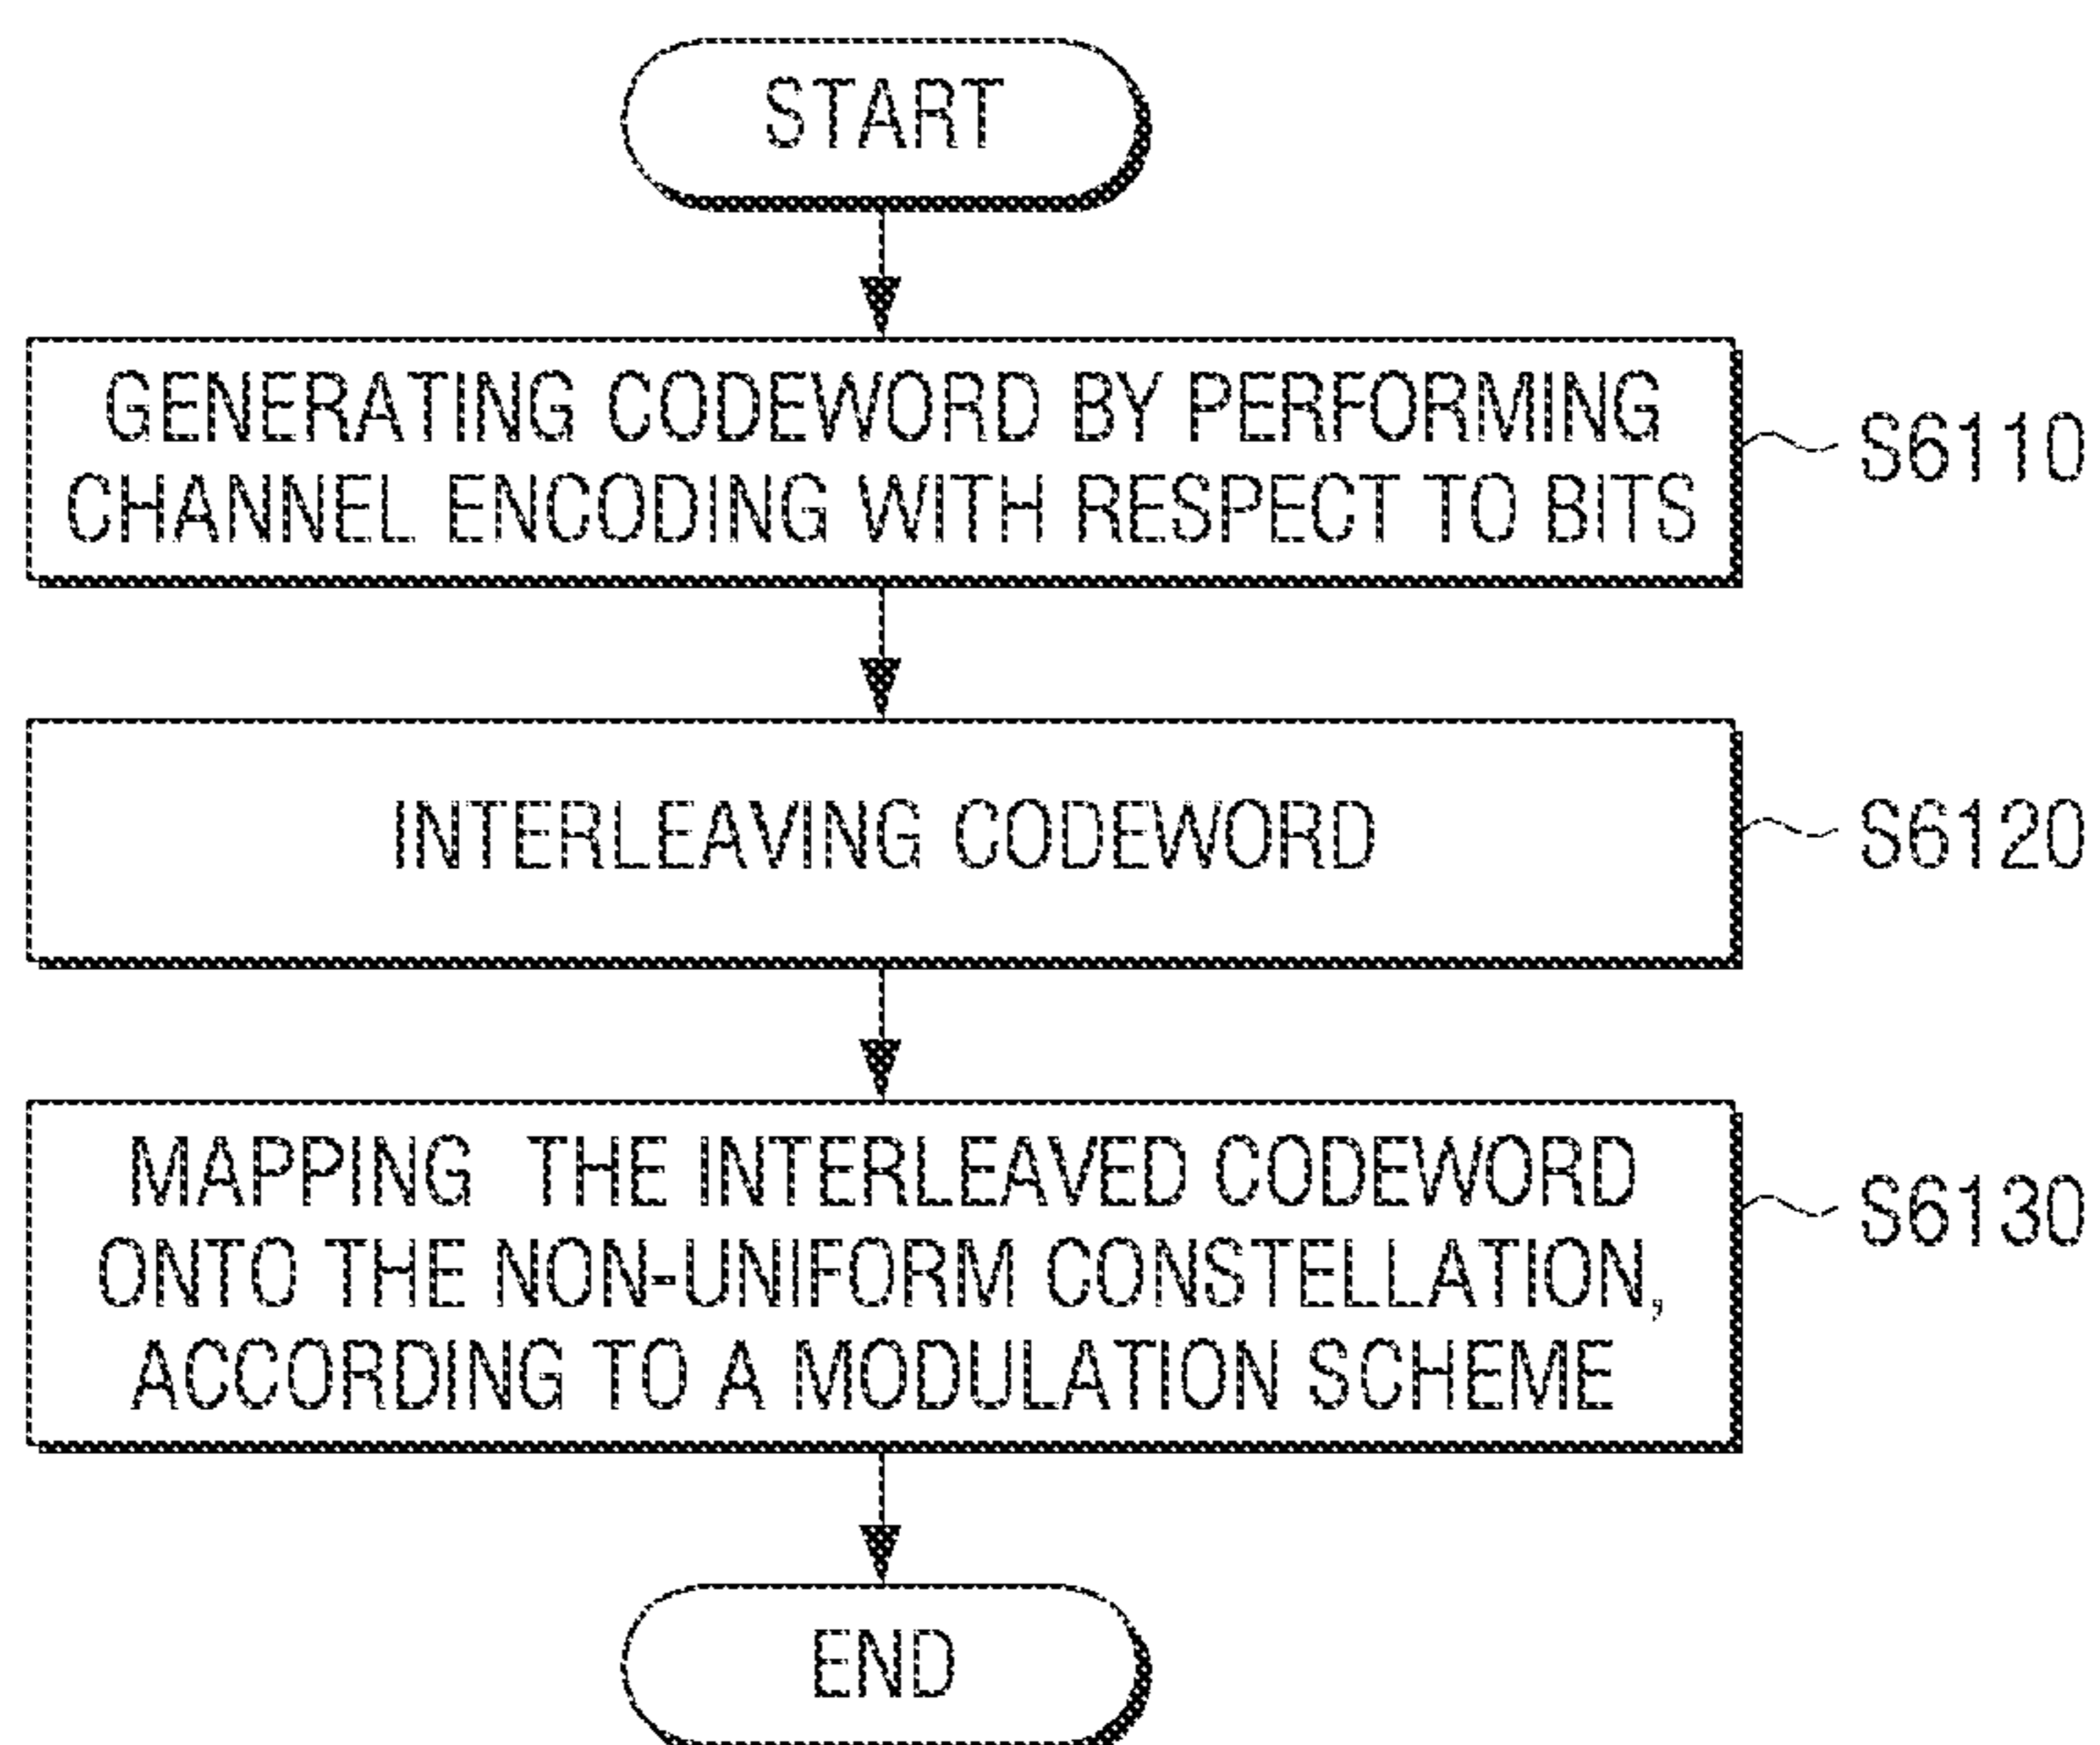 START
GENERATING CODEWORD BY PERFORMING
CHANNEL ENCODING WITH RESPECT TO BITS
S6110
INTERLEAVING CODEWORD
S6120
MAPPING THE INTERLEAVED CODEWORD
ONTO THE NON-UNIFORM CONSTELLATION,
ACCORDING TO A MODULATION SCHEME
S6130
END